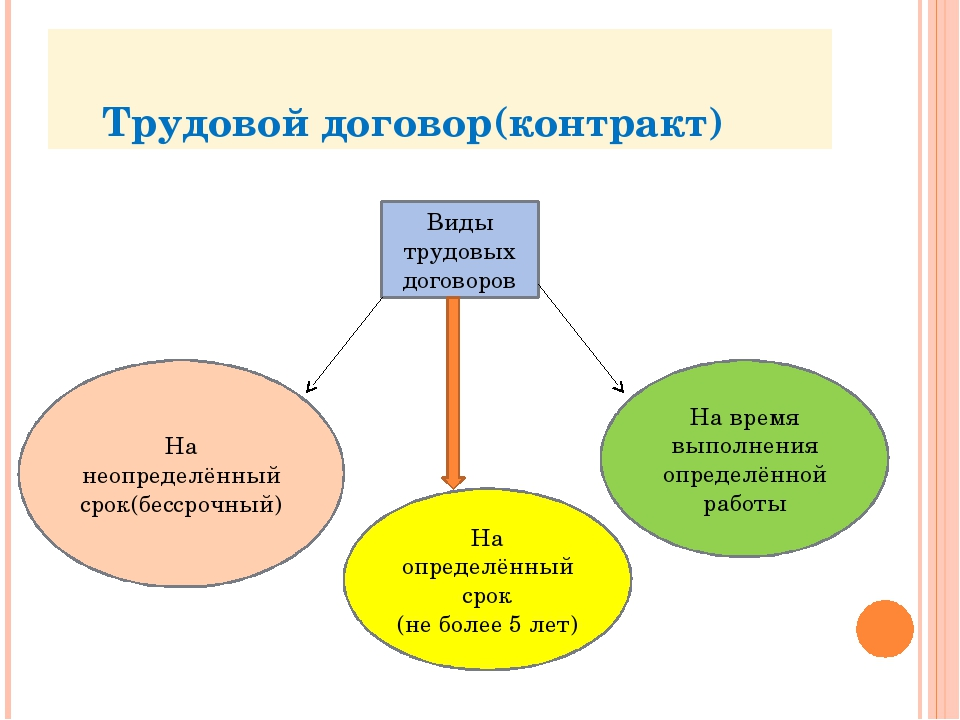 Трудовой договор(контракт)
Виды
трудовых
договоров
На
неопределённый
срок(бессрочный)
На
определённый
срок
(не более 5 лет)
На время
выполнения
определённой
работы